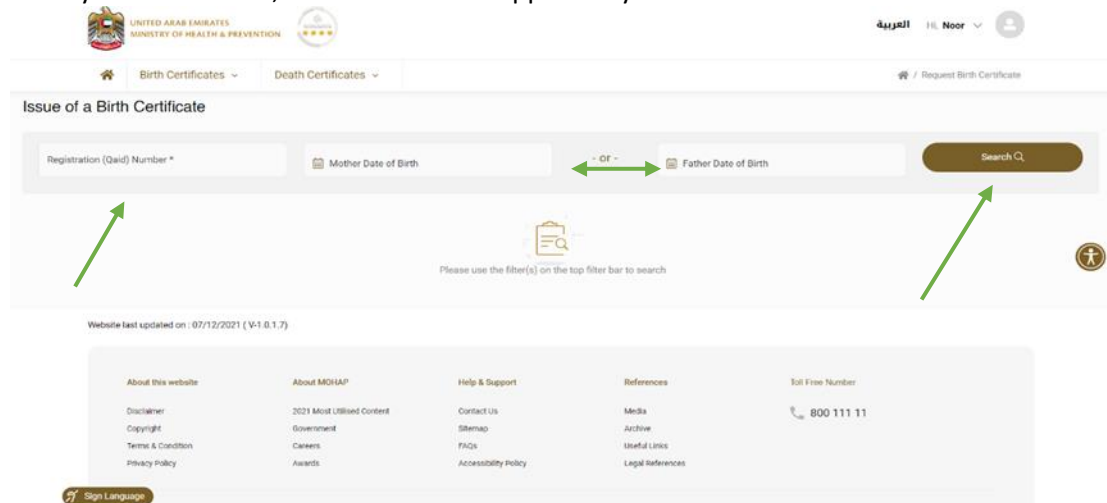 UNITED ARAB EMIRATES
MINISTRY OF HEALTH & PREVENTION
العربية
Hi, Noor
Birth Certificates
Death Certificates
/ Request Birth Certificate
Issue of a Birth Certificate
Registration (Qaid) Number *
Mother Date of Birth
- or -
Father Date of Birth
Search
Please use the filter(s) on the top filter bar to search
Website last updated on : 07/12/2021 ( V-1.0.1.7)
About this website
About MOHAP
Help & Support
References
Toll Free Number
Disclaimer
2021 Most Utilised Content
Contact Us
Media
800 111 11
Copyright
Government
Sitemap
Archive
Terms & Condition
Careers
FAQs
Useful Links
Privacy Policy
Awards
Accessibility Policy
Legal References
Sign Language